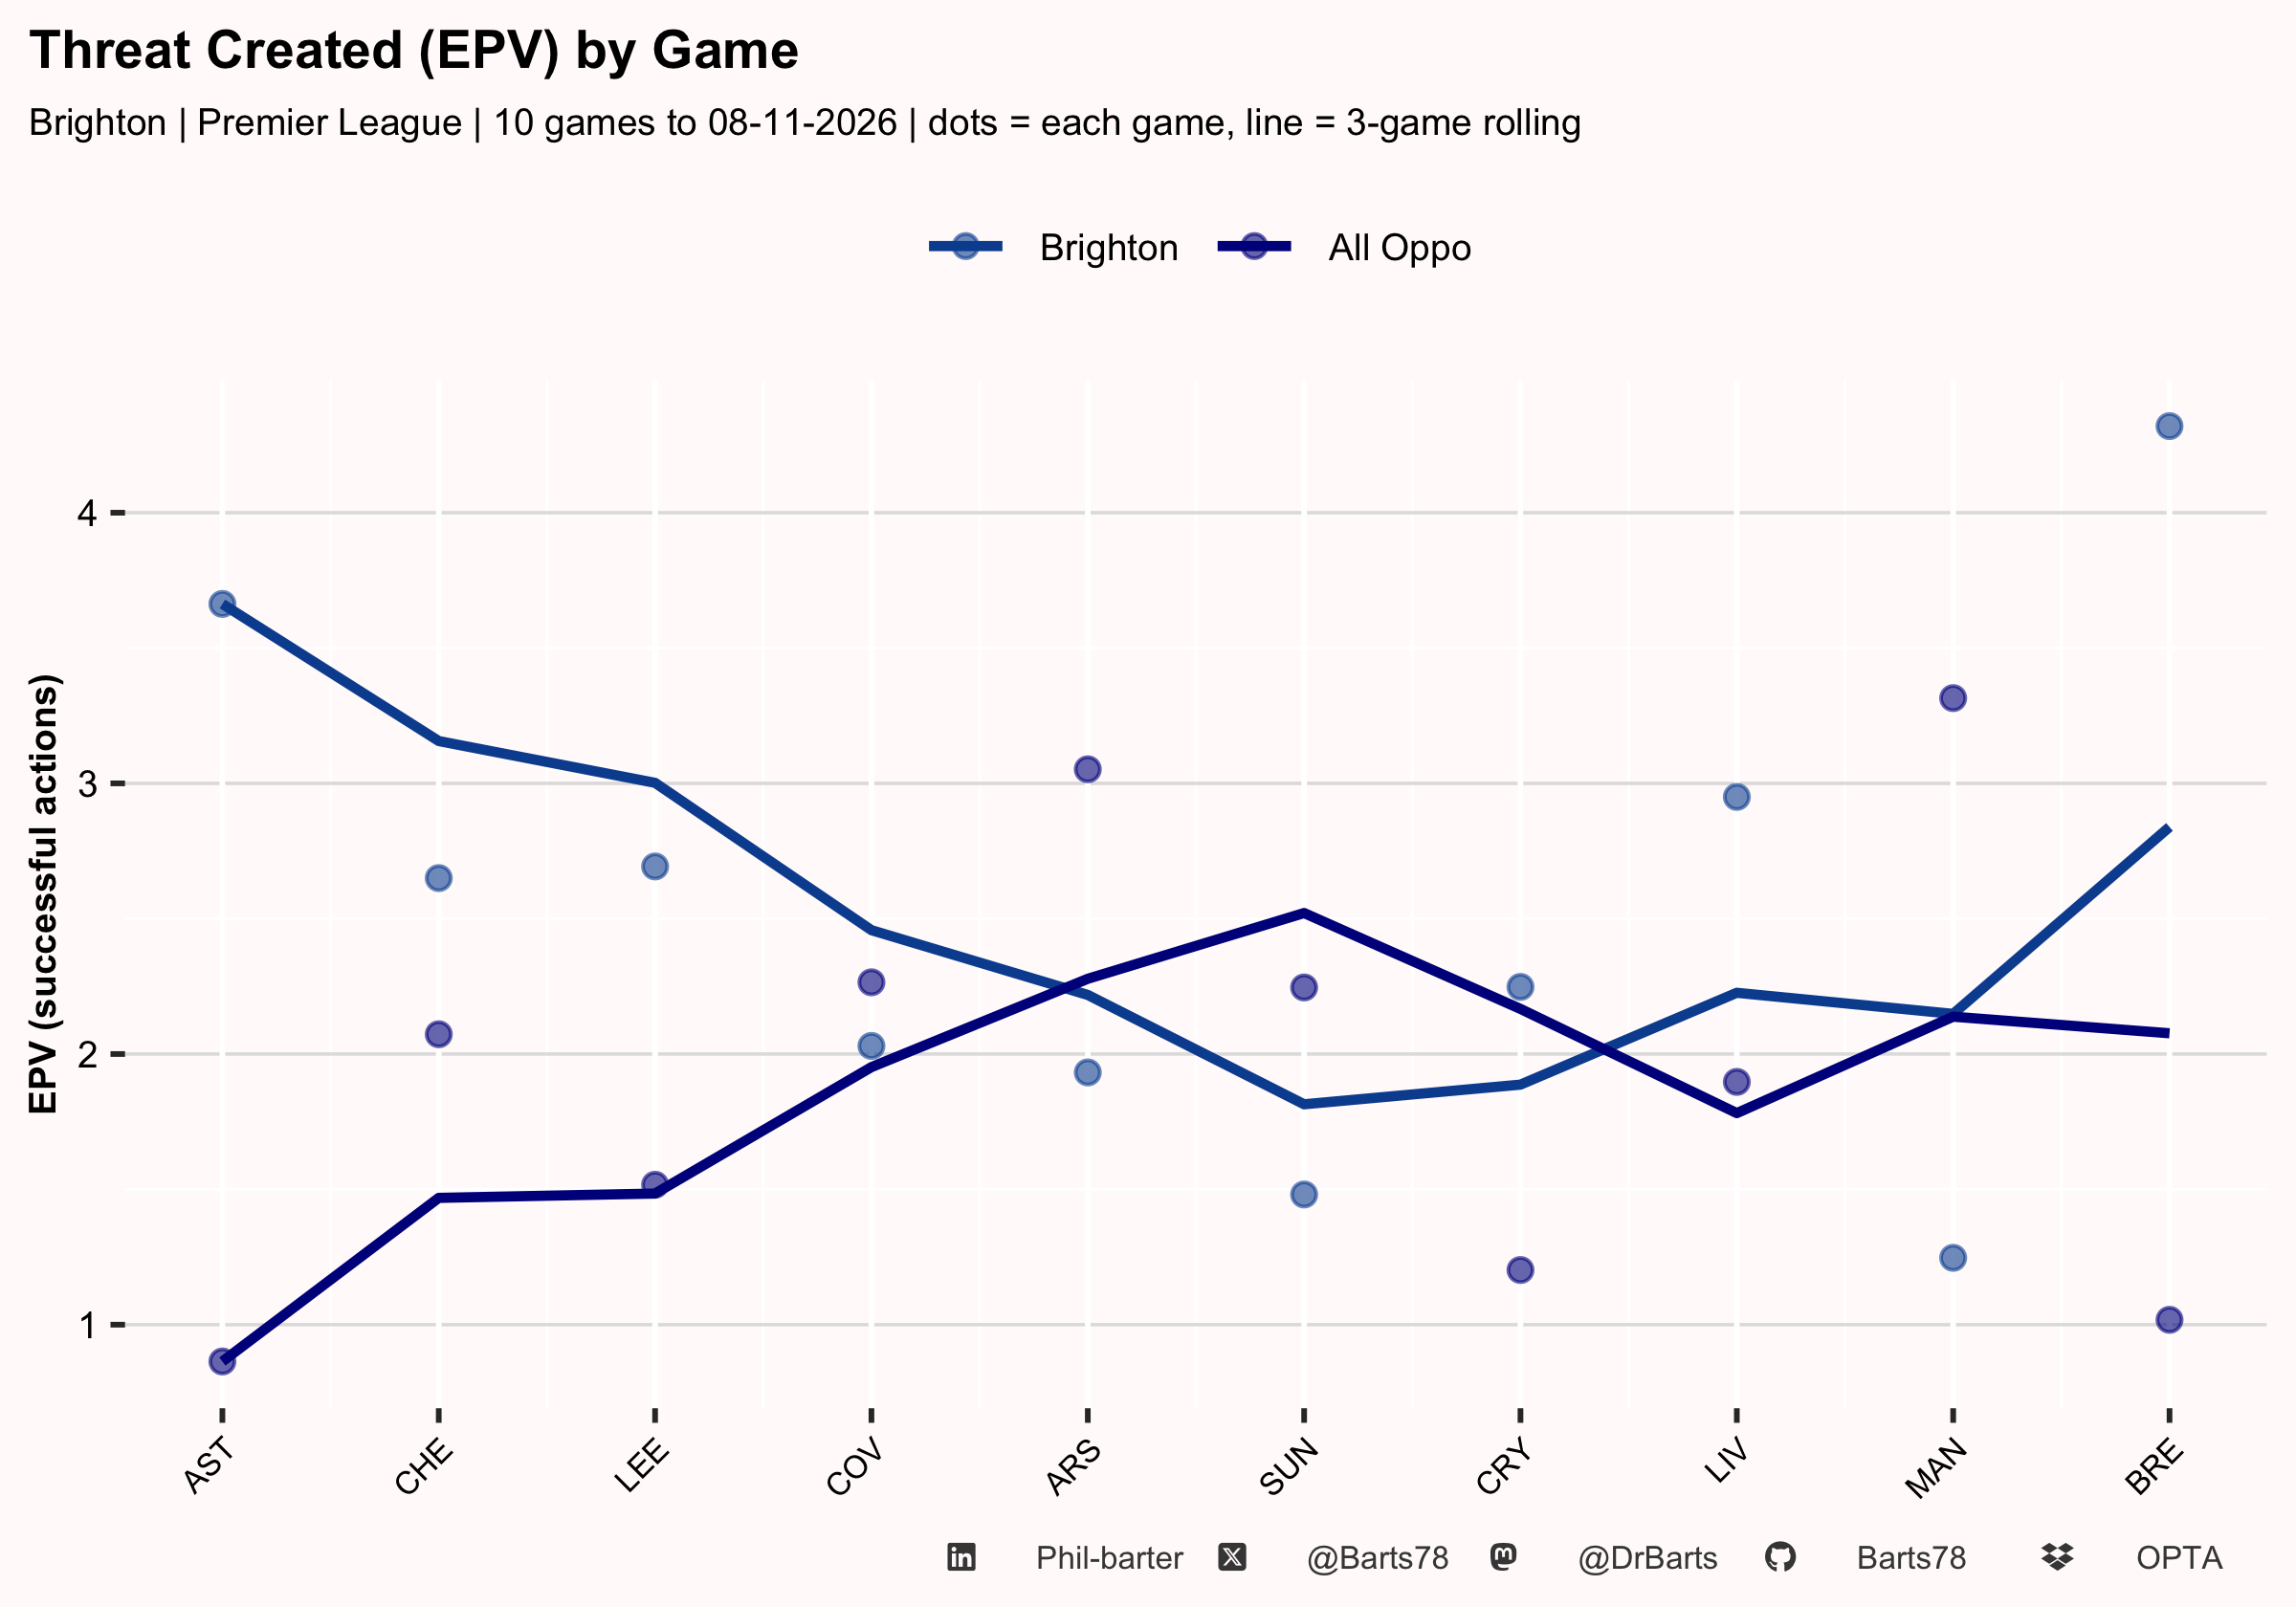 Threat Created (EPV) by Game
Brighton | Premier League | 10 games to 08-11-2026 | dots = each game, line = 3-game rolling
Brighton All Oppo
EPV (successful actions)
4
3
2
1
AST CHE LEE COV ARS SUN CRY LIV MAN BRE
Phil-barter @Barts78 @DrBarts Barts78 OPTA